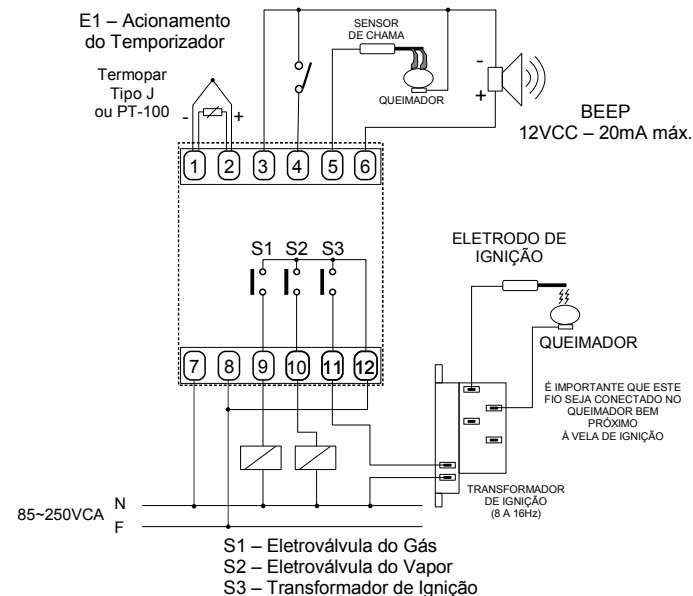 E1 – Acionamento
do Temporizador
SENSOR
DE CHAMA
Termopar
Tipo J
ou PT-100
QUEIMADOR
-
+
-
+
BEEP
12VCC – 20mA máx.
1 2 3 4 5 6
S1 S2 S3
ELETRODO DE
IGNIÇÃO
QUEIMADOR
7 8 9 10 11 12
É IMPORTANTE QUE ESTE
FIO SEJA CONECTADO NO
QUEIMADOR BEM
PRÓXIMO
À VELA DE IGNIÇÃO
TRANSFORMADOR
DE IGNIÇÃO
(8 A 16Hz)
85~250VCA
N
F
S1 – Eletroválvula do Gás
S2 – Eletroválvula do Vapor
S3 – Transformador de Ignição